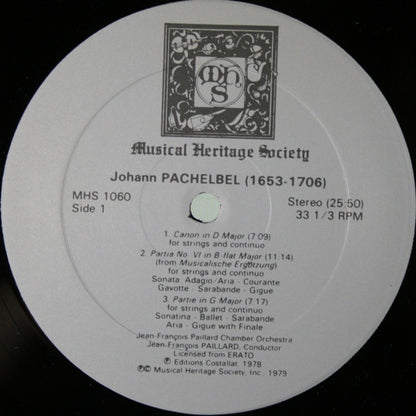 mhs
Musical Heritage Society
Johann PACHELBEL (1653-1706)
MHS 1060
Side 1
Stereo (25:50)
33 1/3 RPM
1. Canon in D Major (7:09)
for strings and continuo
2. Partia No. VI in B-flat Major (11:14)
(from Musicalische Ergötzung)
for strings and continuo
Sonata: Adagio/Aria - Courante
Gavotte - Sarabande - Gigue
3. Partie in G Major (7:17)
for strings and continuo
Sonatina - Ballet - Sarabande
Aria - Gigue with Finale
Jean-François Paillard Chamber Orchestra
Jean-François PAILLARD, Conductor
Licensed from ERATO
℗ Editions Costallat, 1978
℗© Musical Heritage Society, Inc. 1979